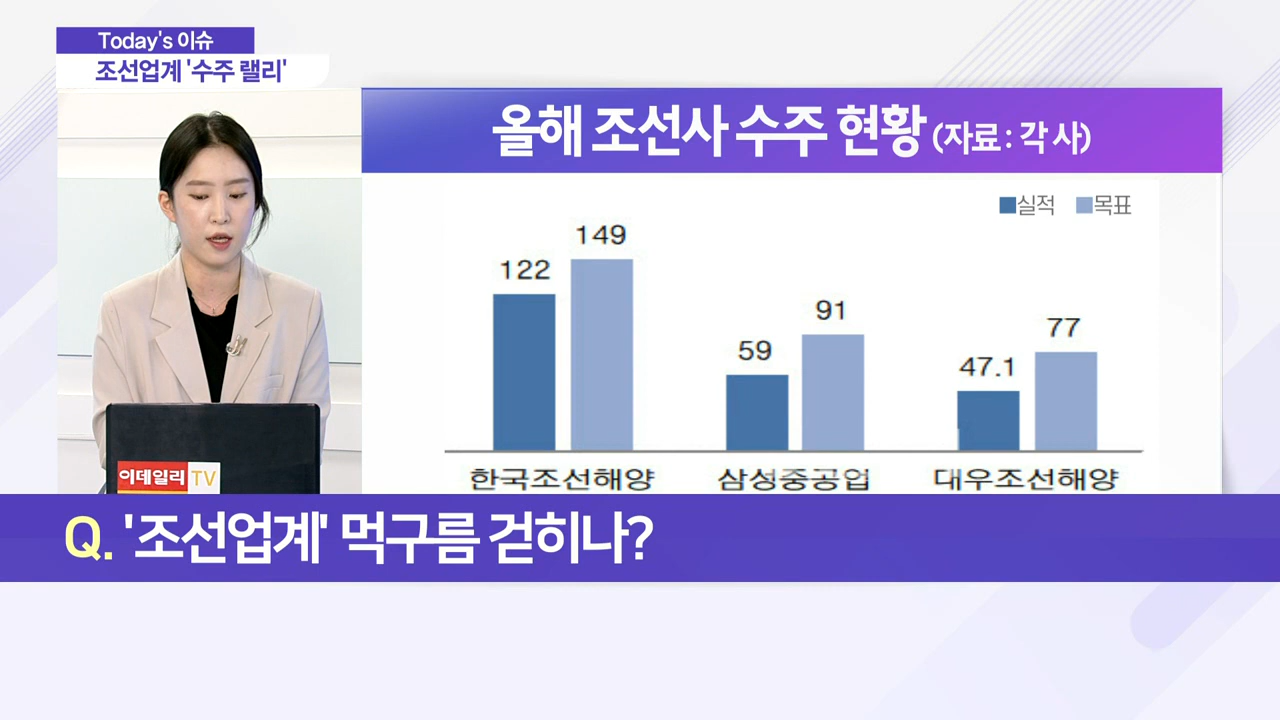 Today's 이슈
조선업계 '수주 랠리'
올해 조선사 수주 현황 (자료 : 각 사)
실적 목표
122 149
59 91
47.1 77
한국조선해양 삼성중공업 대우조선해양
이데일리 TV
Q. '조선업계' 먹구름 걷히나?